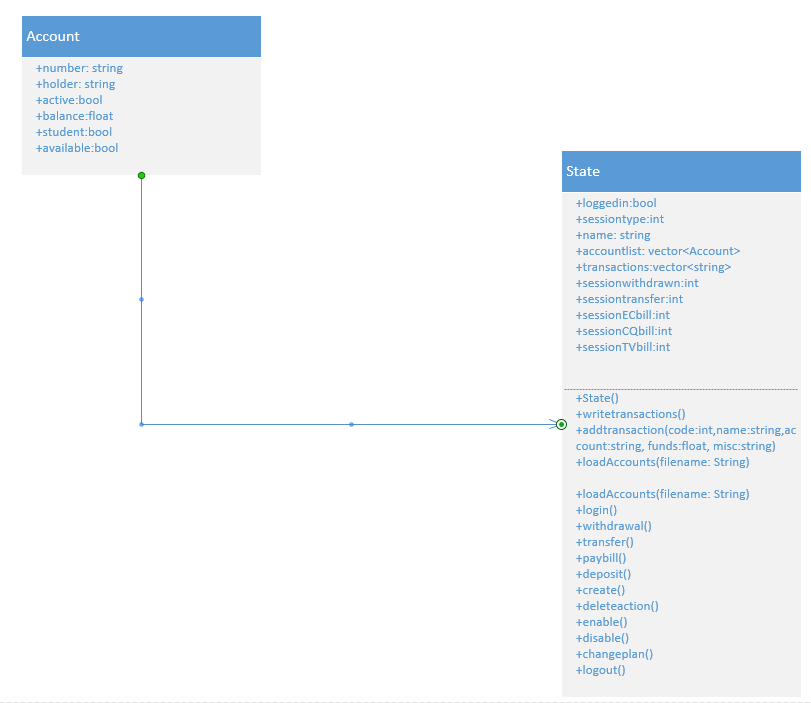 Account
+number: string
+holder: string
+active:bool
+balance:float
+student:bool
+available:bool
State
+loggedin:bool
+sessiontype:int
+name: string
+accountlist: vector<Account>
+transactions:vector<string>
+sessionwithdrawn:int
+sessiontransfer:int
+sessionECbill:int
+sessionCQbill:int
+sessionTVbill:int
+State()
+writetransactions()
+addtransaction(code:int,name:string,ac
count:string, funds:float, misc:string)
+loadAccounts(filename: String)
+loadAccounts(filename: String)
+login()
+withdrawal()
+transfer()
+paybill()
+deposit()
+create()
+deleteaction()
+enable()
+disable()
+changeplan()
+logout()